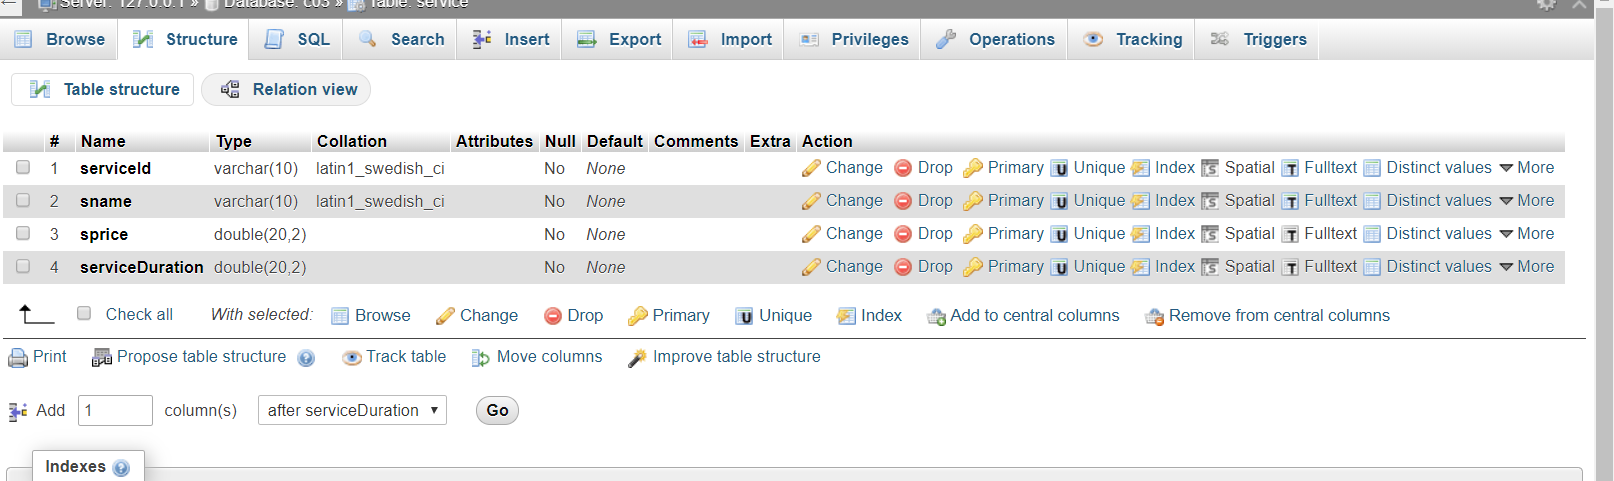 Server: 127.0.0.1 » Database: c03 » Table: service
Browse Structure SQL Search Insert Export Import Privileges Operations Tracking Triggers
Table structure Relation view
# Name Type Collation Attributes Null Default Comments Extra Action
1 serviceId varchar(10) latin1_swedish_ci No None Change Drop Primary Unique Index Spatial Fulltext Distinct values More
2 sname varchar(10) latin1_swedish_ci No None Change Drop Primary Unique Index Spatial Fulltext Distinct values More
3 sprice double(20,2) No None Change Drop Primary Unique Index Spatial Fulltext Distinct values More
4 serviceDuration double(20,2) No None Change Drop Primary Unique Index Spatial Fulltext Distinct values More
Check all With selected: Browse Change Drop Primary Unique Index Add to central columns Remove from central columns
Print Propose table structure Track table Move columns Improve table structure
Add 1 column(s) after serviceDuration Go
Indexes